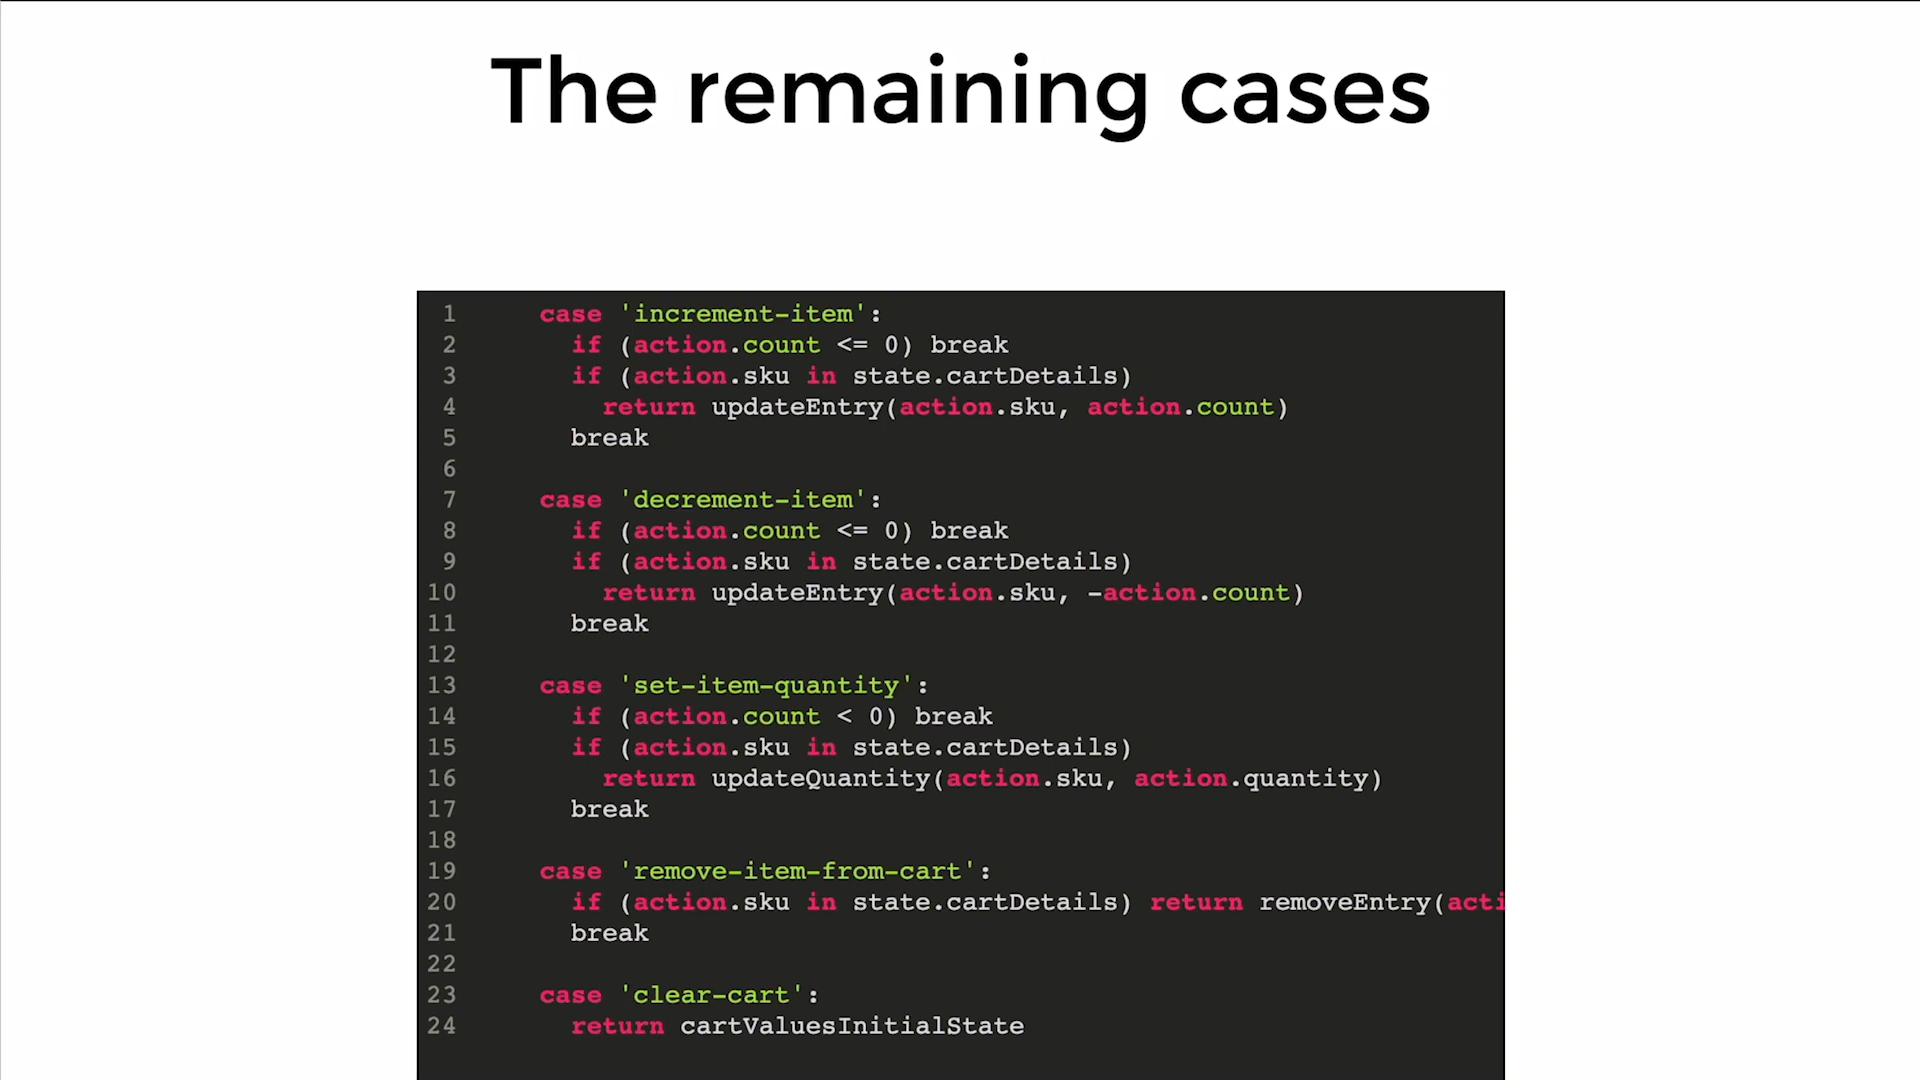 The remaining cases
1 case 'increment-item':
2 if (action.count <= 0) break
3 if (action.sku in state.cartDetails)
4 return updateEntry(action.sku, action.count)
5 break
6
7 case 'decrement-item':
8 if (action.count <= 0) break
9 if (action.sku in state.cartDetails)
10 return updateEntry(action.sku, -action.count)
11 break
12
13 case 'set-item-quantity':
14 if (action.count < 0) break
15 if (action.sku in state.cartDetails)
16 return updateQuantity(action.sku, action.quantity)
17 break
18
19 case 'remove-item-from-cart':
20 if (action.sku in state.cartDetails) return removeEntry(acti
21 break
22
23 case 'clear-cart':
24 return cartValuesInitialState